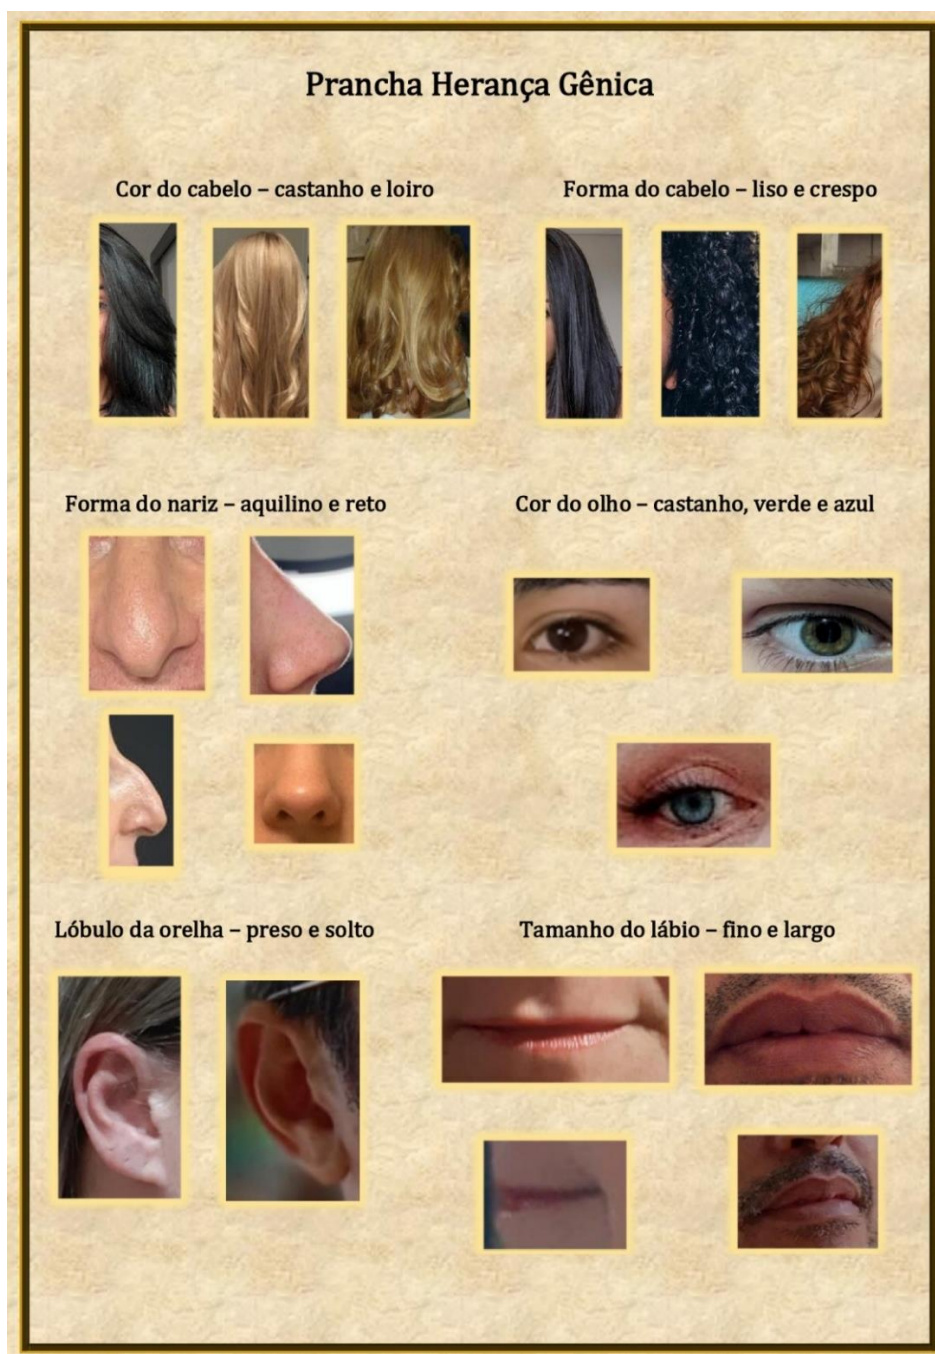 Prancha Herança Gênica
Cor do cabelo – castanho e loiro
Forma do cabelo – liso e crespo
Forma do nariz – aquilino e reto
Cor do olho – castanho, verde e azul
Lóbulo da orelha – preso e solto
Tamanho do lábio – fino e largo